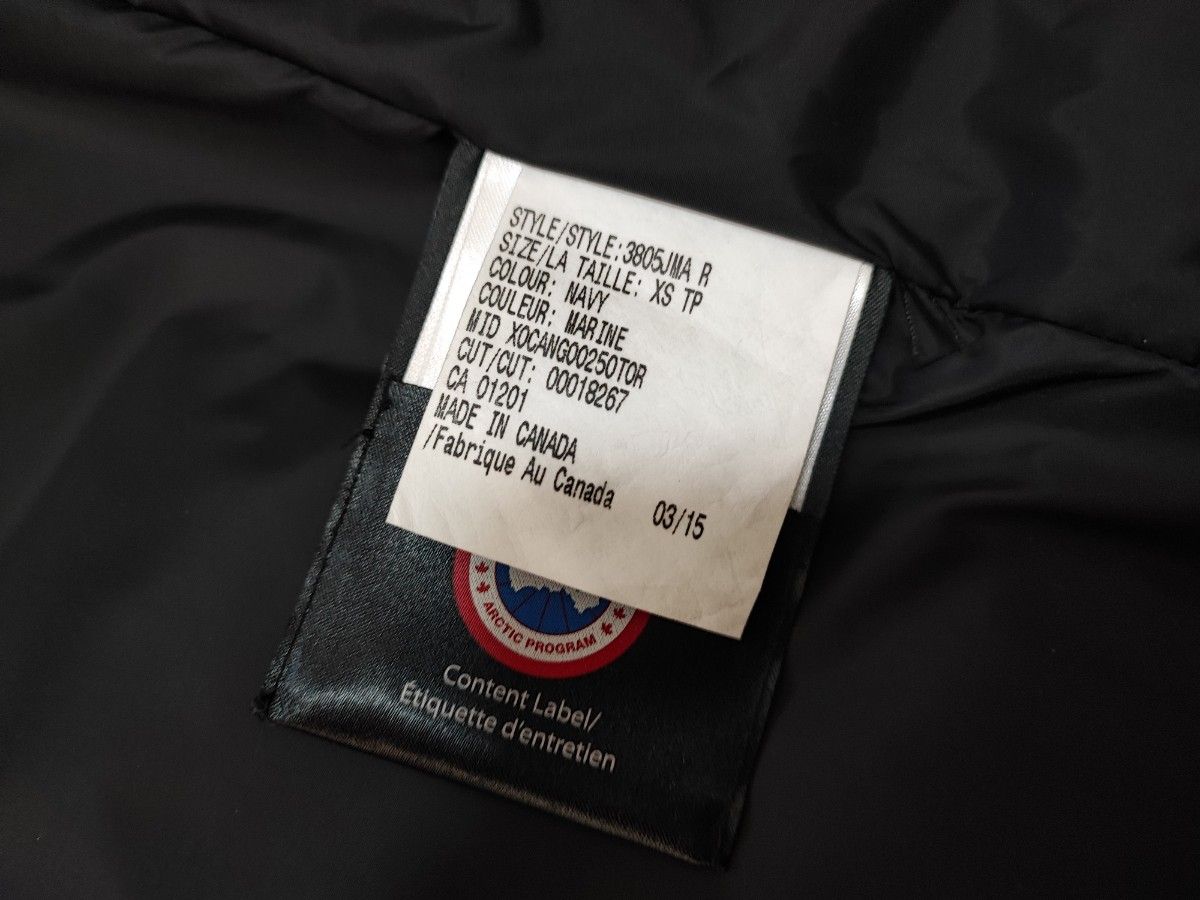 STYLE/STYLE:3805JMA R
SIZE/LA TAILLE: XS TP
COLOUR: NAVY
COULEUR: MARINE
MID XOCANGOO250TOR
CUT/CUT: 00018267
CA 01201
MADE IN CANADA
/Fabrique Au Canada 03/15
ARCTIC PROGRAM
Content Label/
Étiquette d'entretien